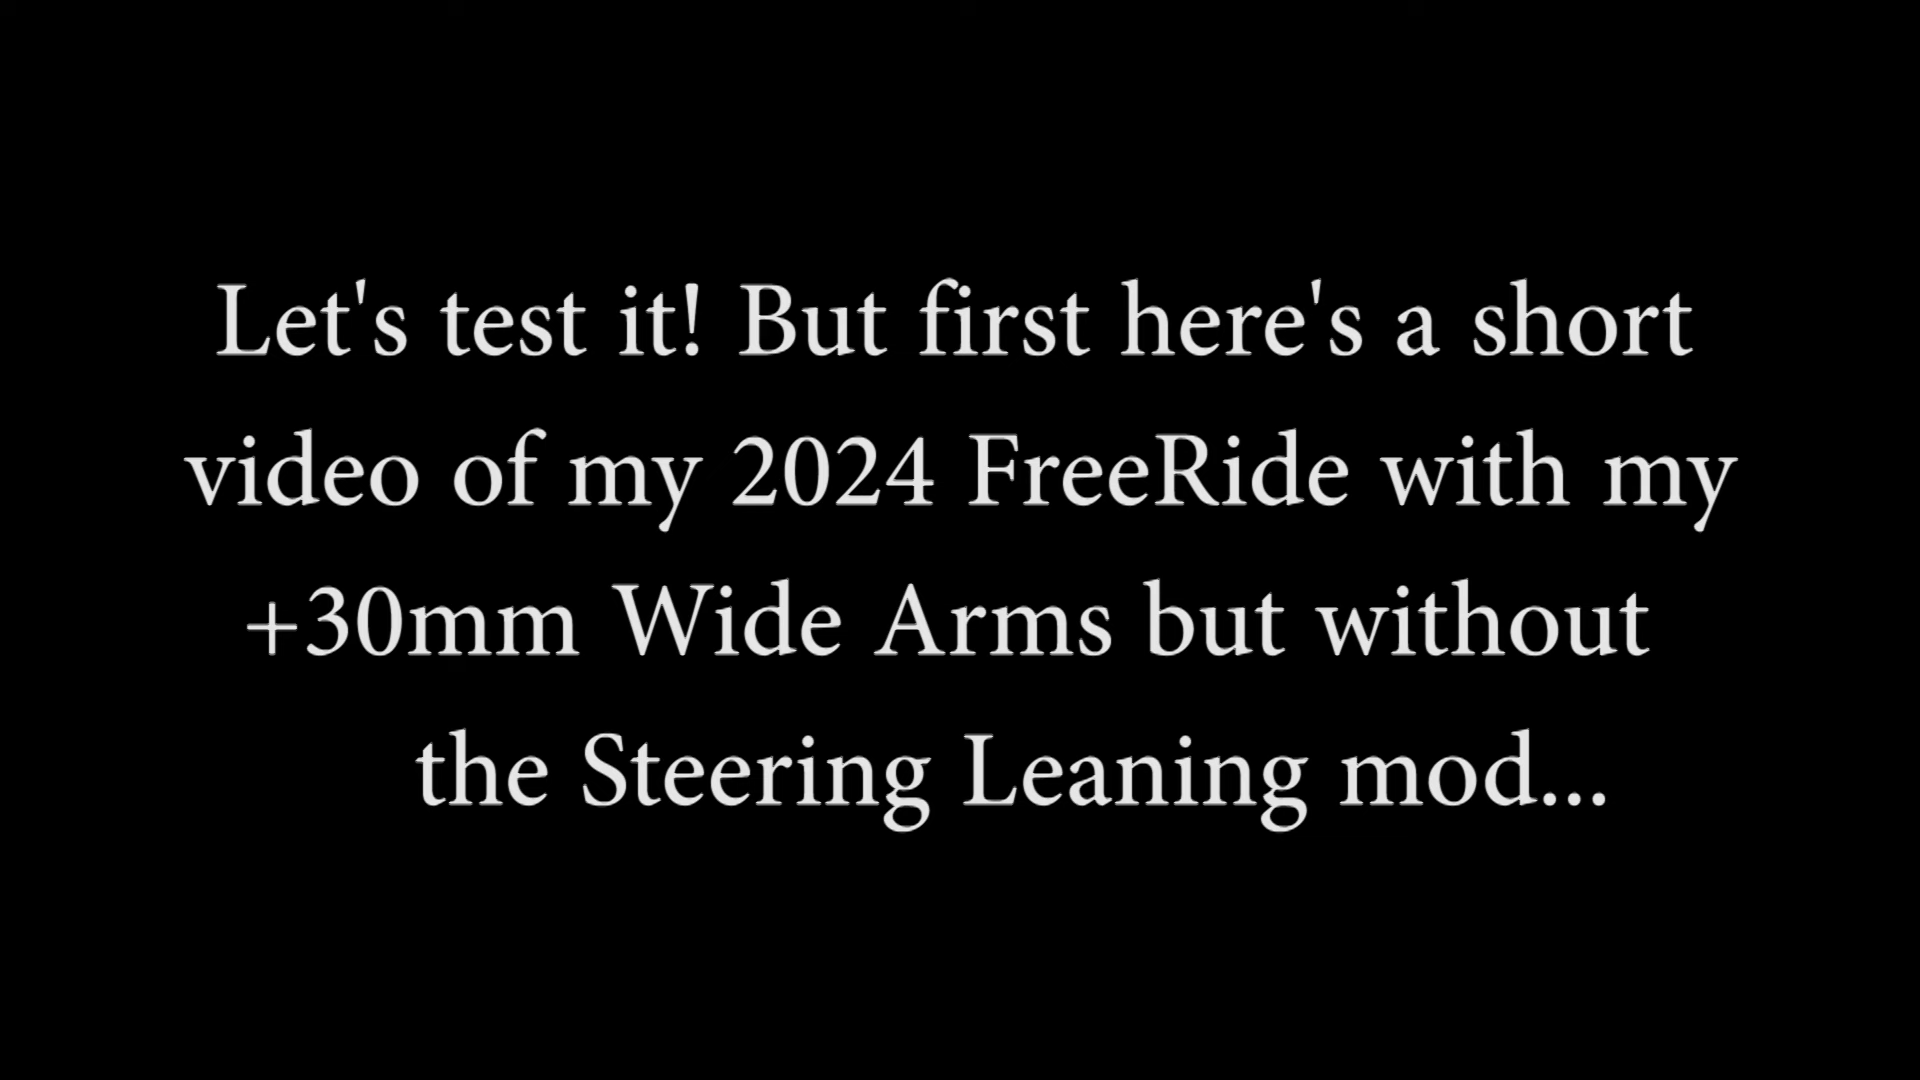 Let's test it! But first here's a short
video of my 2024 FreeRide with my
+30mm Wide Arms but without
the Steering Leaning mod...